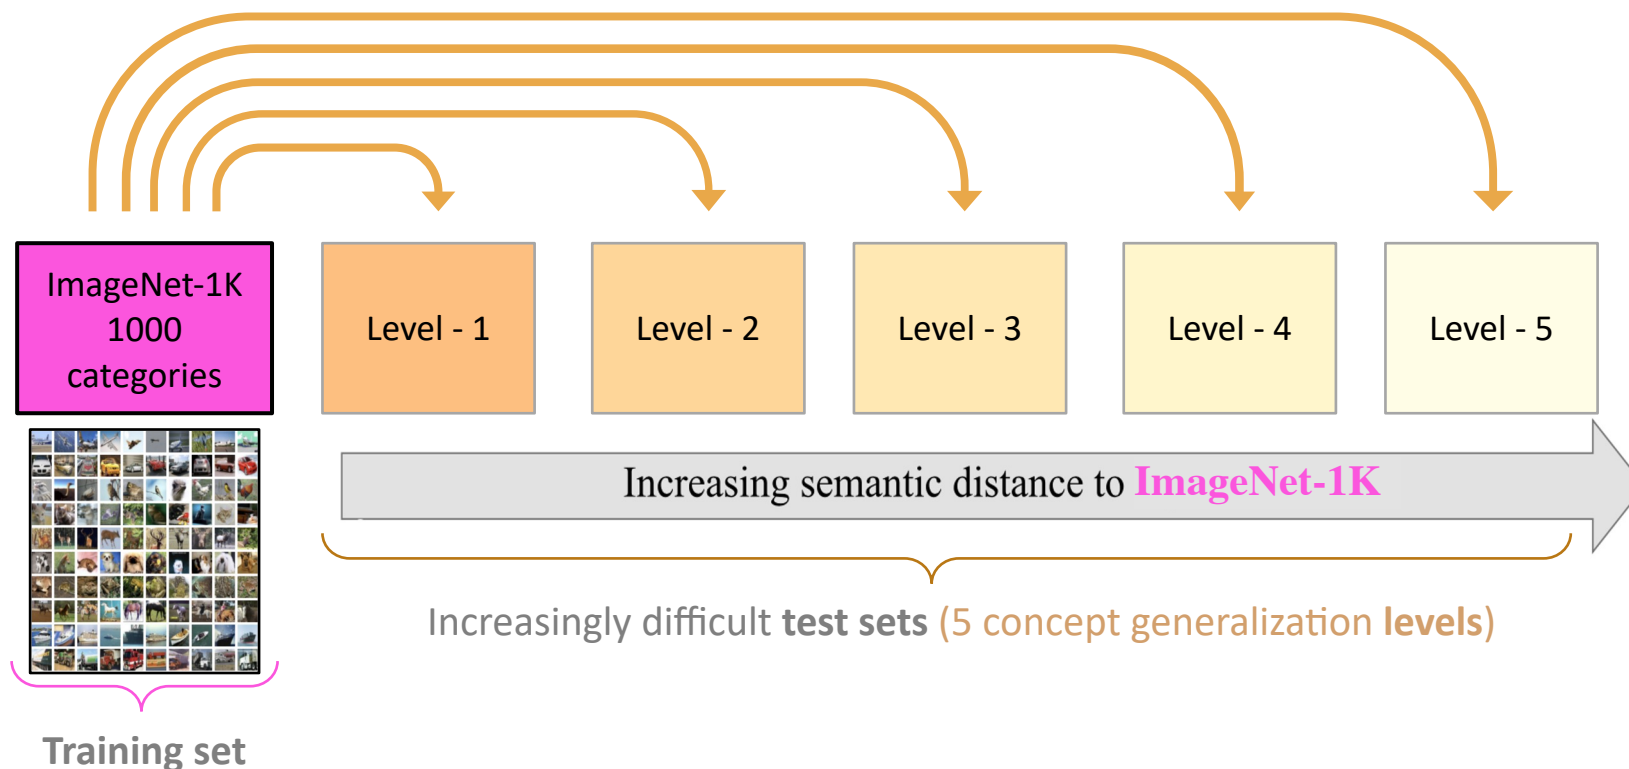 ImageNet-1K
1000
categories
Level - 1
Level - 2
Level - 3
Level - 4
Level - 5
Increasing semantic distance to ImageNet-1K
Increasingly difficult test sets (5 concept generalization levels)
Training set